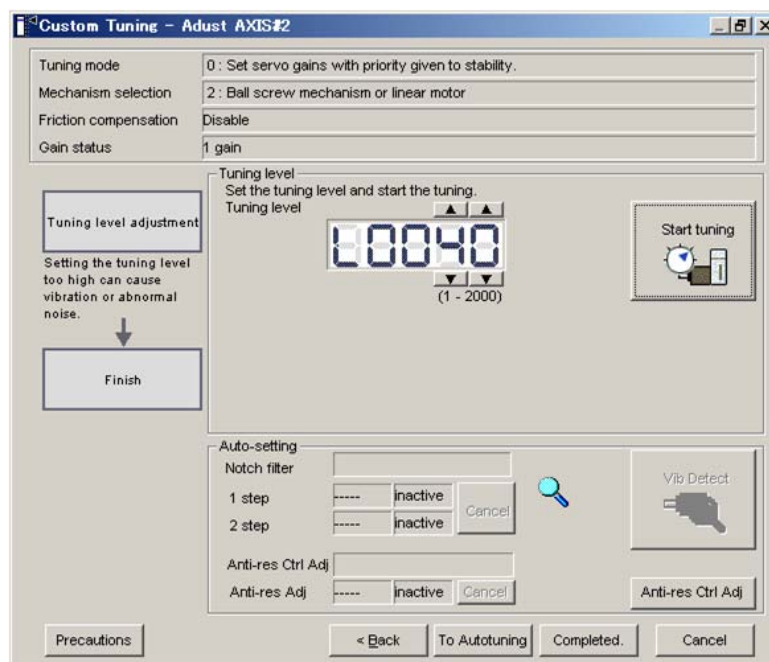 Custom Tuning - Adust AXIS#2
Tuning mode
0 : Set servo gains with priority given to stability.
Mechanism selection
2 : Ball screw mechanism or linear motor
Friction compensation
Disable
Gain status
1 gain
Tuning level adjustment
Setting the tuning level
too high can cause
vibration or abnormal
noise.
Finish
Tuning level
Set the tuning level and start the tuning.
Tuning level
L0040
(1 - 2000)
Start tuning
Auto-setting
Notch filter
1 step
-----
inactive
2 step
-----
inactive
Cancel
Vib Detect
Anti-res Ctrl Adj
Anti-res Adj
-----
inactive
Cancel
Anti-res Ctrl Adj
Precautions
< Back
To Autotuning
Completed.
Cancel